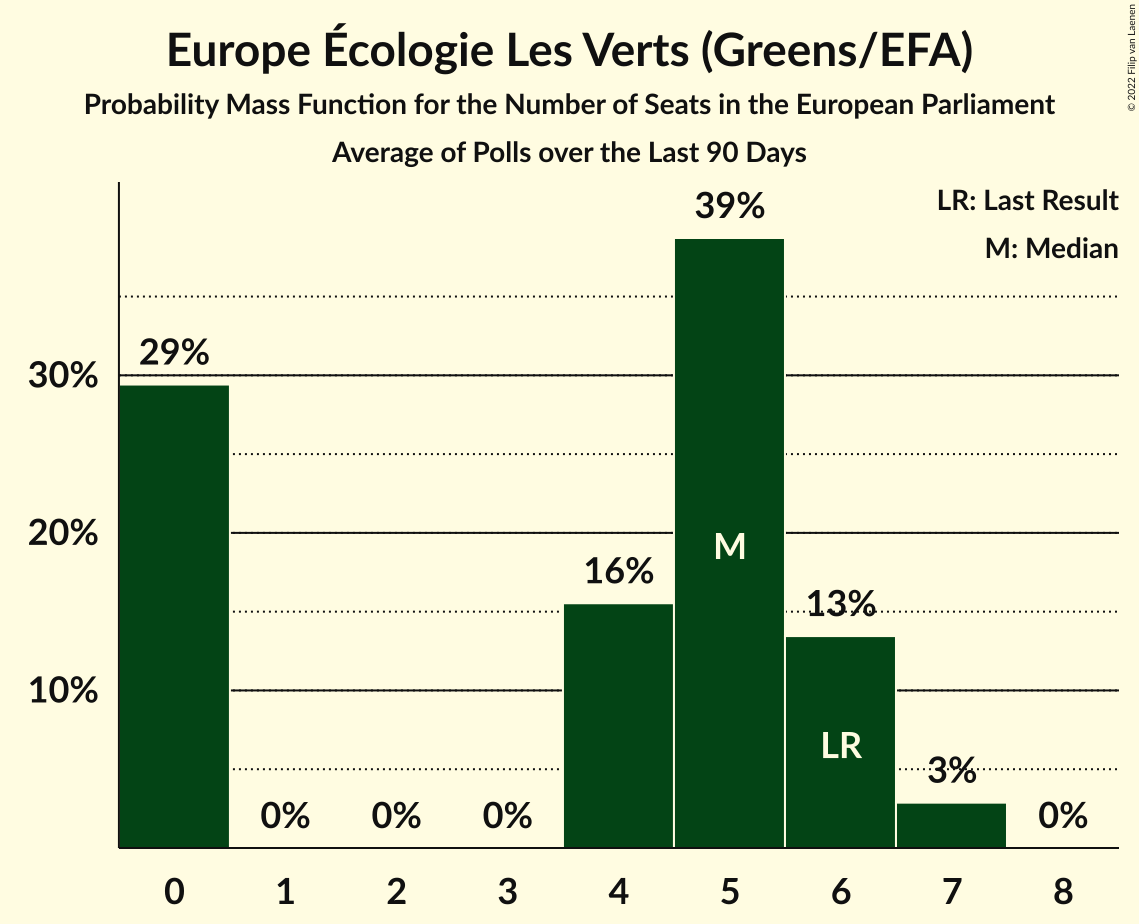 Europe Écologie Les Verts (Greens/EFA)
Probability Mass Function for the Number of Seats in the European Parliament
Average of Polls over the Last 90 Days
© 2022 Filip van Laenen
LR: Last Result
M: Median
39%
29%
30%
M
20%
16%
13%
10%
LR
3%
0%
0%
0%
0%
0
1
2
3
4
5
6
7
8